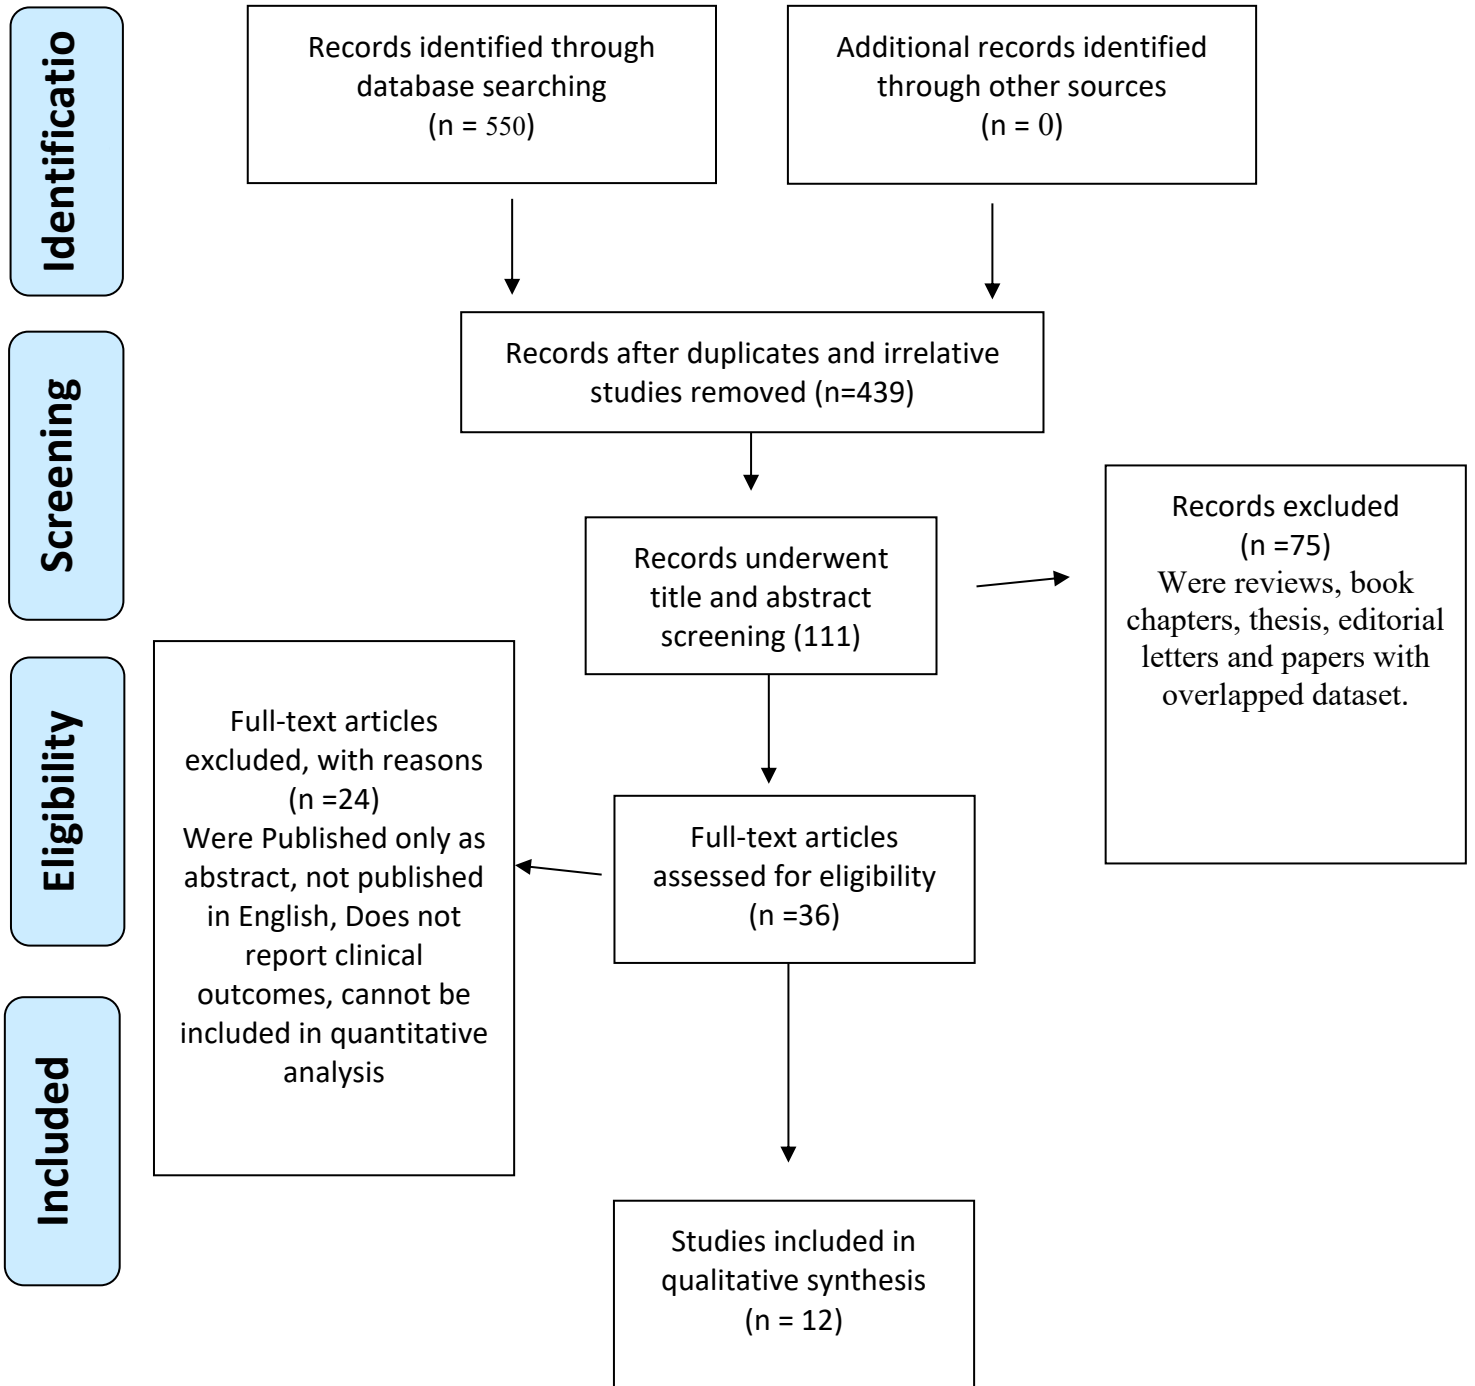 Identificatio
Records identified through
database searching
(n = 550)
Additional records identified
through other sources
(n = 0)
Screening
Records after duplicates and irrelative
studies removed (n=439)
Records underwent
title and abstract
screening (111)
Records excluded
(n =75)
Were reviews, book
chapters, thesis, editorial
letters and papers with
overlapped dataset.
Eligibility
Full-text articles
excluded, with reasons
(n =24)
Were Published only as
abstract, not published
in English, Does not
report clinical
outcomes, cannot be
included in quantitative
analysis
Full-text articles
assessed for eligibility
(n =36)
Included
Studies included in
qualitative synthesis
(n = 12)